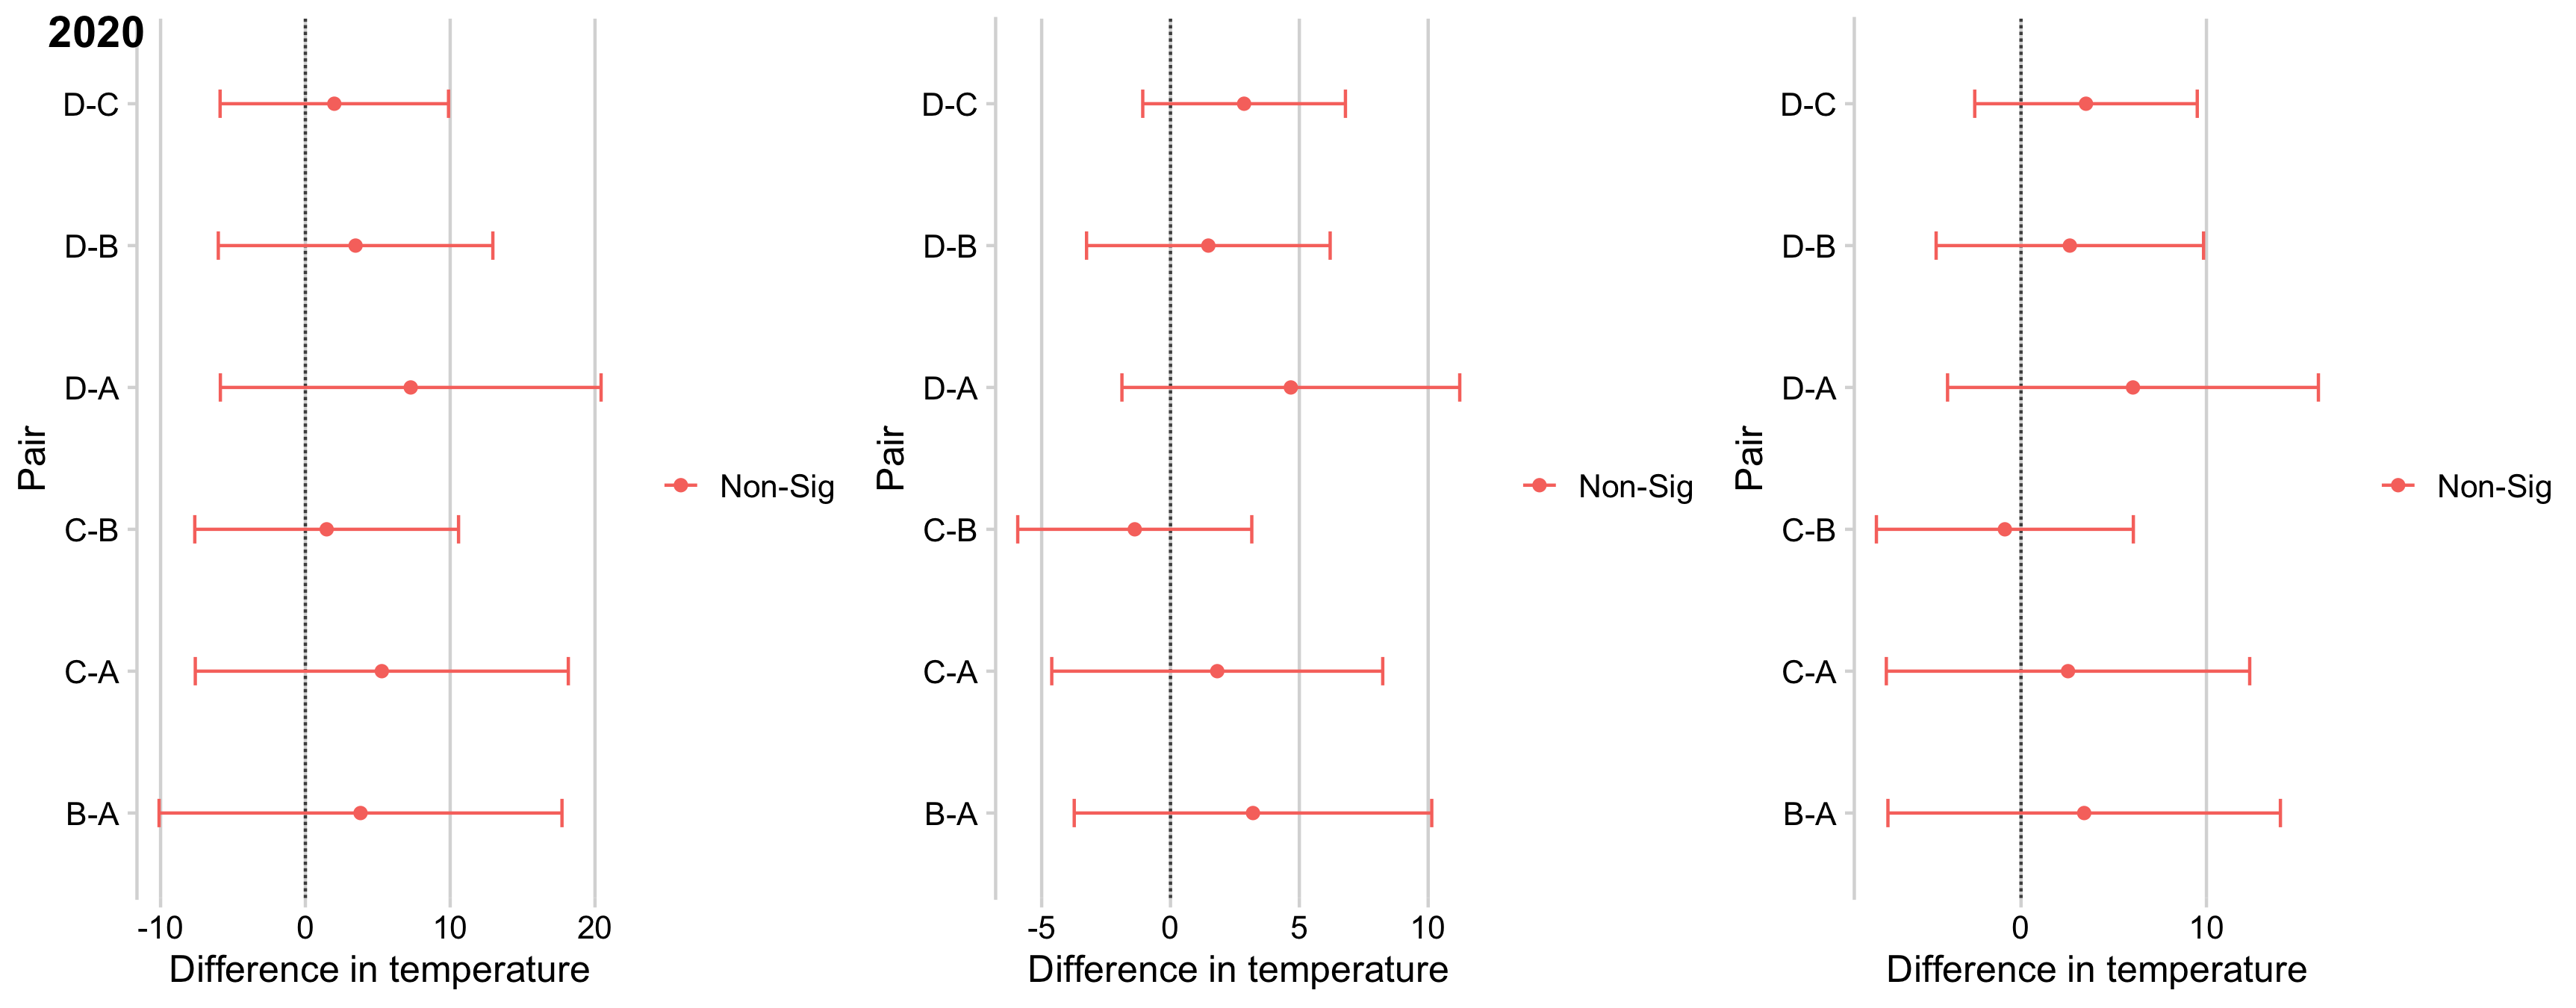 2020
D-C
D-B
D-A
C-B
C-A
B-A
Pair
-10 0 10 20
Difference in temperature
Non-Sig
D-C
D-B
D-A
C-B
C-A
B-A
Pair
-5 0 5 10
Difference in temperature
Non-Sig
D-C
D-B
D-A
C-B
C-A
B-A
Pair
0 10
Difference in temperature
Non-Sig